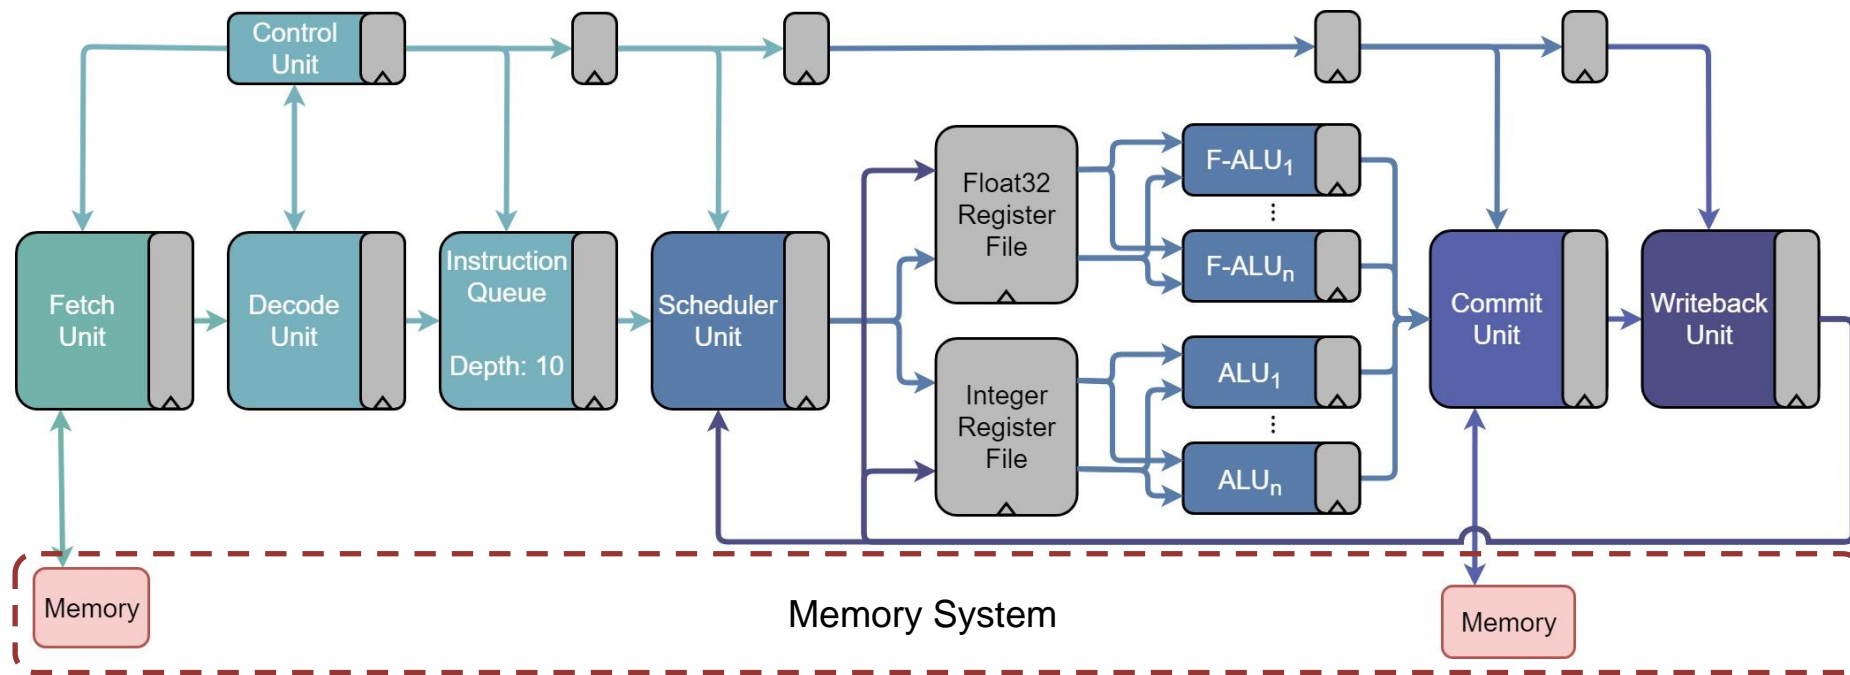 Control
Unit
Fetch
Unit
Decode
Unit
Instruction
Queue
Depth: 10
Scheduler
Unit
Float32
Register
File
Integer
Register
File
F-ALU1
⋮
F-ALUn
ALU1
⋮
ALUn
Commit
Unit
Writeback
Unit
Memory
Memory System
Memory